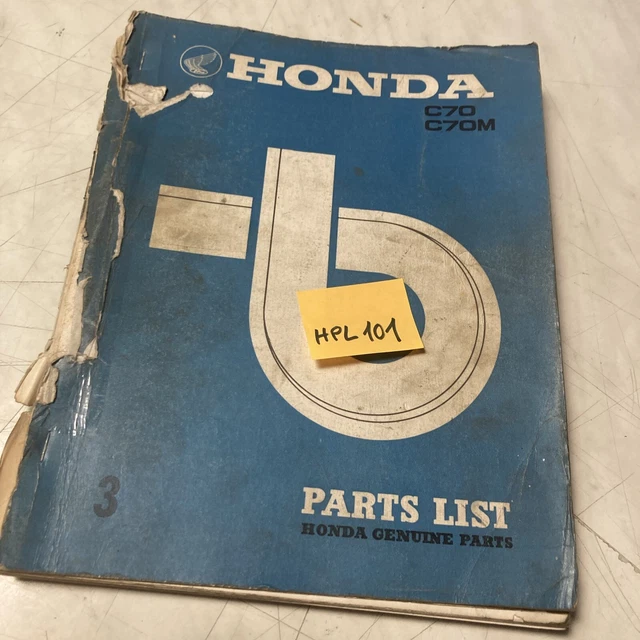 HONDA
C70
C70M
HPL 101
3
PARTS LIST
HONDA GENUINE PARTS